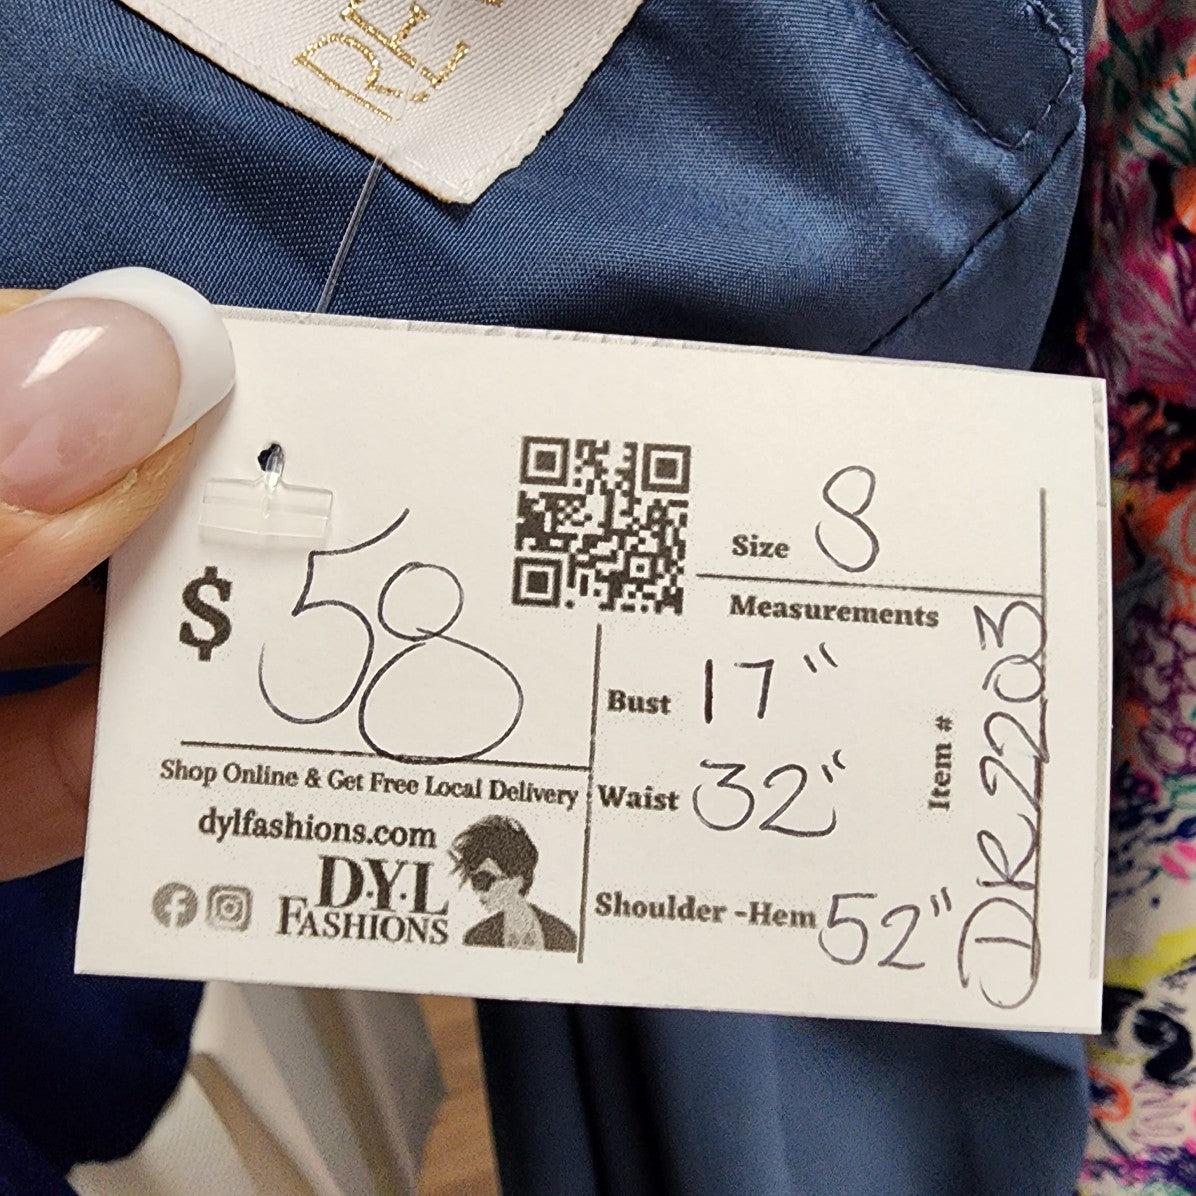 $ 58
Shop Online & Get Free Local Delivery
dylfashions.com
D·Y·L
FASHIONS
Size 8
Measurements
Bust 17"
Waist 32"
Shoulder -Hem 52"
Item # DR2203